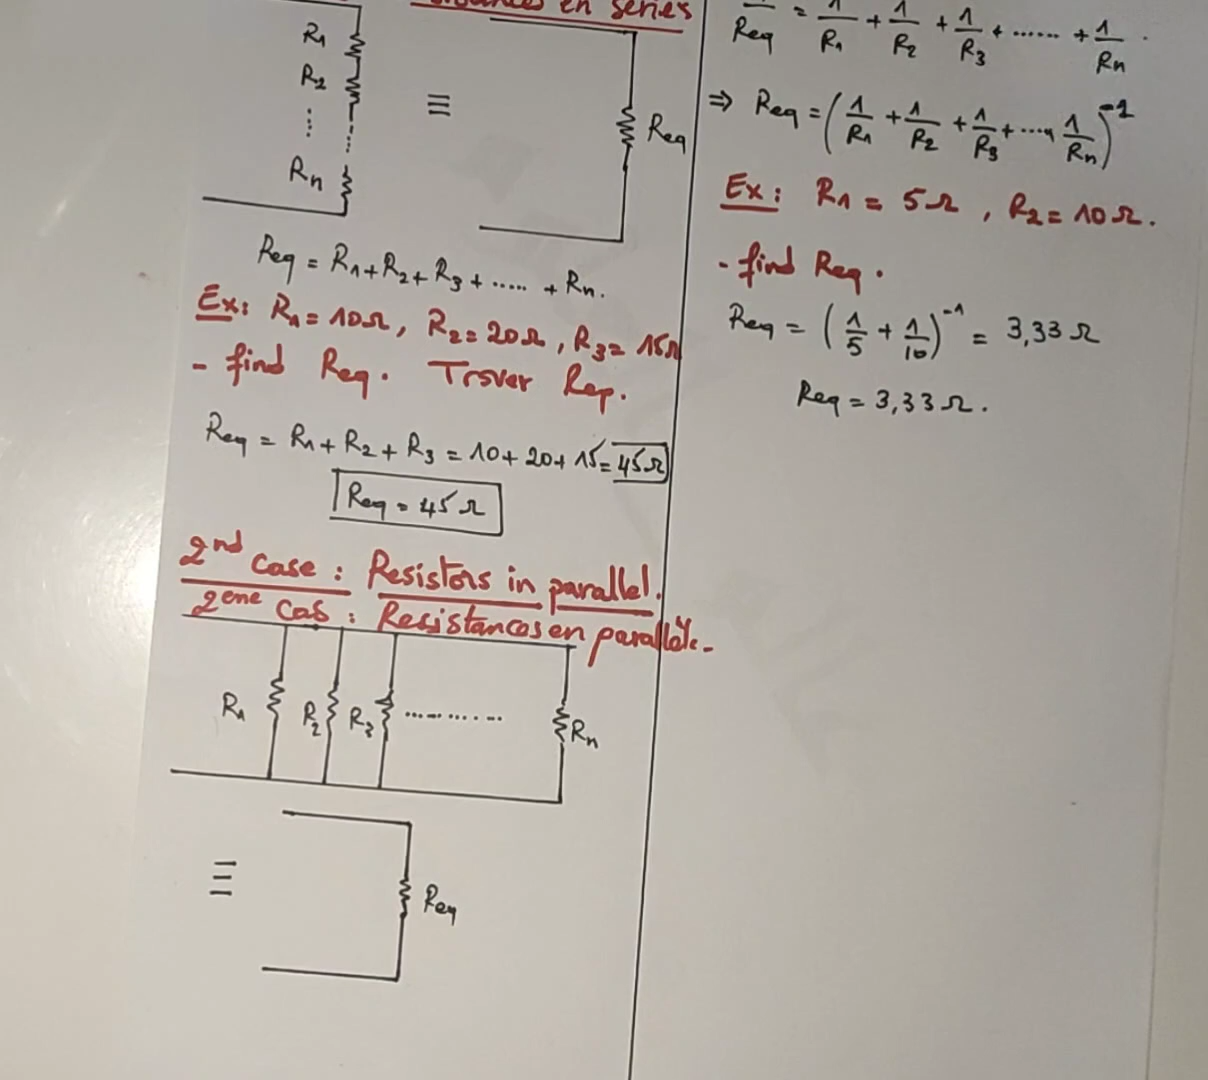 en series
R1
R2
....
Rn
≡
Req
Req = R1+R2+R3+.....+Rn.
Ex: R1=10Ω, R2=20Ω, R3=15Ω
- find Req. Trover Rep.
Req = R1+R2+R3 = 10+20+15=45Ω
Req = 45Ω
2nd case : Resistors in parallel.
2eme Cas : Resistances en parallèle.
R1 R2 R3 .......... Rn
≡
Req
1/Req = 1/R1 + 1/R2 + 1/R3 + ...... + 1/Rn.
⇒ Req = (1/R1 + 1/R2 + 1/R3 + .... 1/Rn)^-1
Ex: R1 = 5Ω, R2 = 10Ω.
- find Req.
Req = (1/5 + 1/10)^-1 = 3,33Ω
Req = 3,33Ω.